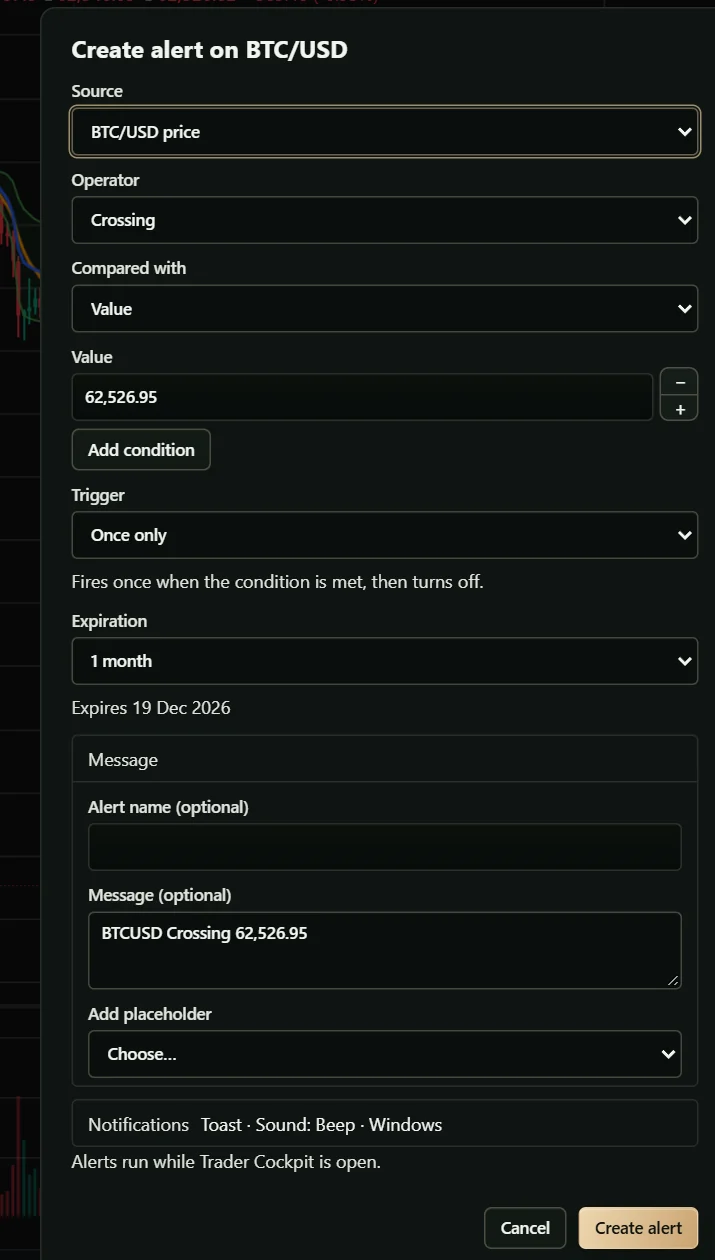 Create alert on BTC/USD
Source
BTC/USD price
Operator
Crossing
Compared with
Value
Value
62,526.95
−
+
Add condition
Trigger
Once only
Fires once when the condition is met, then turns off.
Expiration
1 month
Expires 19 Dec 2026
Message
Alert name (optional)
Message (optional)
BTCUSD Crossing 62,526.95
Add placeholder
Choose...
Notifications Toast · Sound: Beep · Windows
Alerts run while Trader Cockpit is open.
Cancel
Create alert